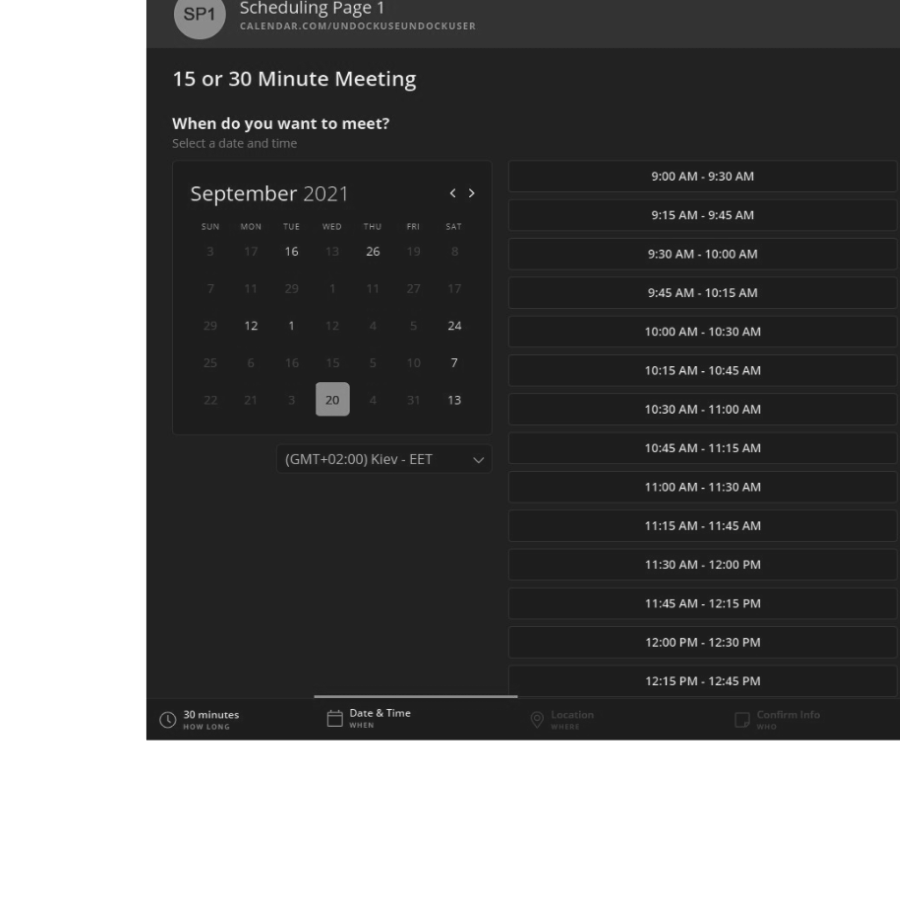 SP1
Scheduling Page 1
CALENDAR.COM/UNDOCKUSEUNDOCKUSER
15 or 30 Minute Meeting
When do you want to meet?
Select a date and time
September 2021
SUN MON TUE WED THU FRI SAT
3 17 16 13 26 19 8
7 11 29 1 11 27 17
29 12 1 12 4 5 24
25 6 16 15 5 10 7
22 21 3 20 4 31 13
(GMT+02:00) Kiev - EET
9:00 AM - 9:30 AM
9:15 AM - 9:45 AM
9:30 AM - 10:00 AM
9:45 AM - 10:15 AM
10:00 AM - 10:30 AM
10:15 AM - 10:45 AM
10:30 AM - 11:00 AM
10:45 AM - 11:15 AM
11:00 AM - 11:30 AM
11:15 AM - 11:45 AM
11:30 AM - 12:00 PM
11:45 AM - 12:15 PM
12:00 PM - 12:30 PM
12:15 PM - 12:45 PM
30 minutes
HOW LONG
Date & Time
WHEN
Location
WHERE
Confirm Info
WHO